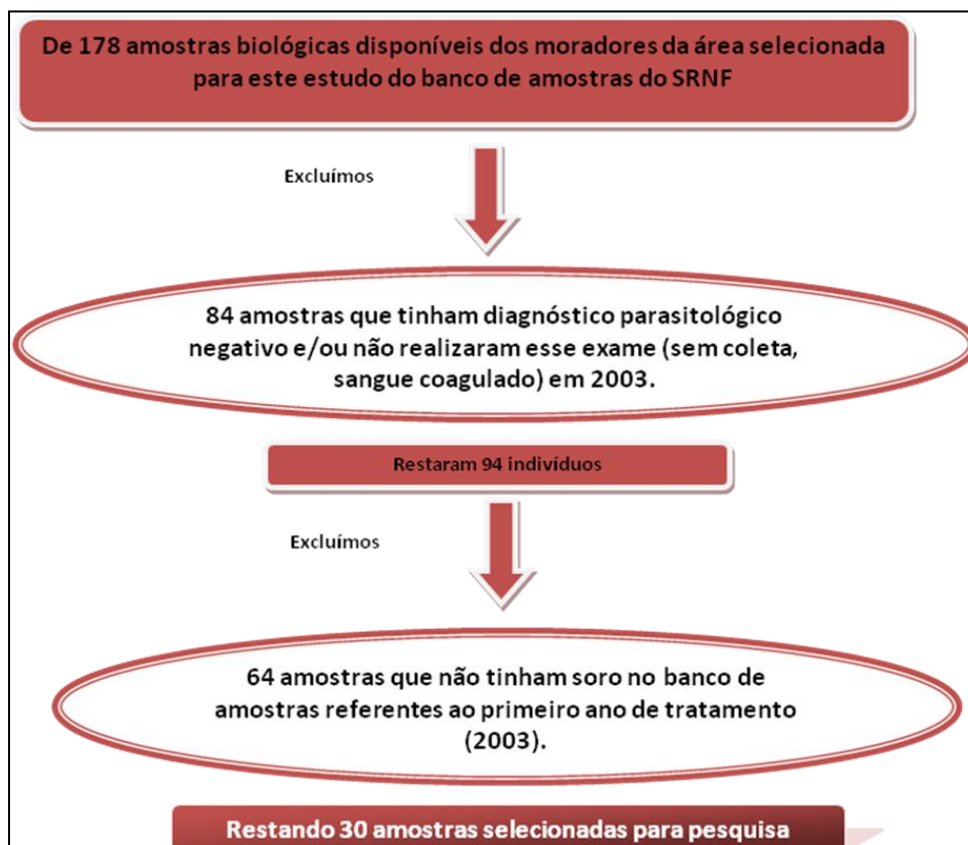 De 178 amostras biológicas disponíveis dos moradores da área selecionada
para este estudo do banco de amostras do SRNF
Excluímos
84 amostras que tinham diagnóstico parasitológico
negativo e/ou não realizaram esse exame (sem coleta,
sangue coagulado) em 2003.
Restaram 94 indivíduos
Excluímos
64 amostras que não tinham soro no banco de
amostras referentes ao primeiro ano de tratamento
(2003).
Restando 30 amostras selecionadas para pesquisa